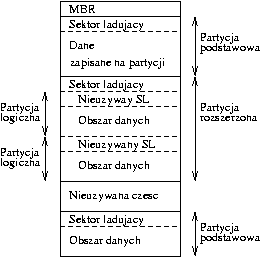 MBR
Sektor ladujacy
Dane
zapisane na partycji
Partycja
podstawowa
Sektor ladujacy
Nieuzyway SL
Obszar danych
Partycja
logiczna
Nieuzywany SL
Obszar danych
Partycja
logiczna
Partycja
rozszerzona
Nieuzywana czesc
Sektor ladujacy
Obszar danych
Partycja
podstawowa